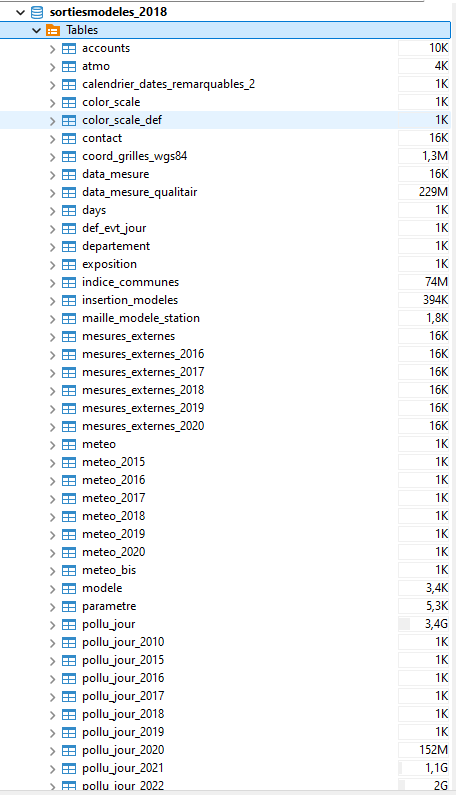 sortiesmodeles_2018
Tables
accounts 10K
atmo 4K
calendrier_dates_remarquables_2 1K
color_scale 1K
color_scale_def 1K
contact 16K
coord_grilles_wgs84 1,3M
data_mesure 16K
data_mesure_qualitair 229M
days 1K
def_evt_jour 1K
departement 1K
exposition 1K
indice_communes 74M
insertion_modeles 394K
maille_modele_station 1,8K
mesures_externes 16K
mesures_externes_2016 16K
mesures_externes_2017 16K
mesures_externes_2018 16K
mesures_externes_2019 16K
mesures_externes_2020 16K
meteo 1K
meteo_2015 1K
meteo_2016 1K
meteo_2017 1K
meteo_2018 1K
meteo_2019 1K
meteo_2020 1K
meteo_bis 1K
modele 3,4K
parametre 5,3K
pollu_jour 3,4G
pollu_jour_2010 1K
pollu_jour_2015 1K
pollu_jour_2016 1K
pollu_jour_2017 1K
pollu_jour_2018 1K
pollu_jour_2019 1K
pollu_jour_2020 152M
pollu_jour_2021 1,1G
pollu_jour_2022 2G